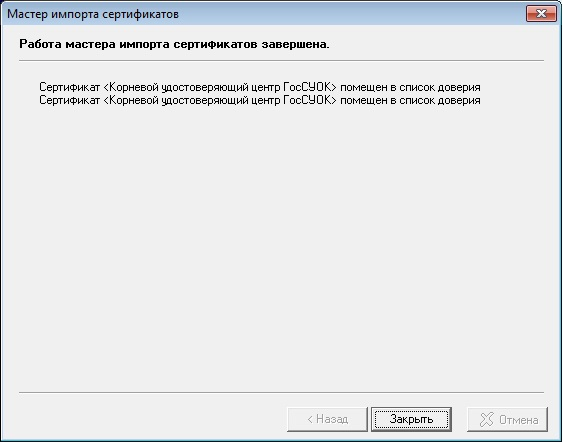 Мастер импорта сертификатов
Работа мастера импорта сертификатов завершена.
Сертификат <Корневой удостоверяющий центр ГосСУОК> помещен в список доверия
Сертификат <Корневой удостоверяющий центр ГосСУОК> помещен в список доверия
< Назад
Закрыть
Отмена